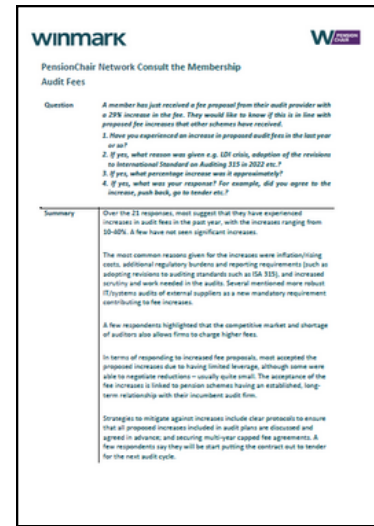 winmark
W PENSION CHAIR
PensionChair Network Consult the Membership
Audit Fees
Question
A member has just received a fee proposal from their audit provider with
a 29% increase in the fee. They would like to know if this is in line with
proposed fee increases that other schemes have received.
1. Have you experienced an increase in proposed audit fees in the last year
or so?
2. If yes, what reason was given e.g. LDI crisis, adoption of the revisions
to International Standard on Auditing 315 in 2022 etc.?
3. If yes, what percentage increase was it approximately?
4. If yes, what was your response? For example, did you agree to the
increase, push back, go to tender etc.?
Summary
Over the 21 responses, most suggest that they have experienced
increases in audit fees in the past year, with the increases ranging from
10-40%. A few have not seen significant increases.
The most common reasons given for the increases were inflation/rising
costs, additional regulatory burdens and reporting requirements (such as
adopting revisions to auditing standards such as ISA 315), and increased
scrutiny and work needed in the audits. Several mentioned more robust
IT/systems audits of external suppliers as a new mandatory requirement
contributing to fee increases.
A few respondents highlighted that the competitive market and shortage
of auditors also allows firms to charge higher fees.
In terms of responding to increased fee proposals, most accepted the
proposed increases due to having limited leverage, although some were
able to negotiate reductions – usually quite small. The acceptance of the
fee increases is linked to pension schemes having an established, long-
term relationship with their incumbent audit firm.
Strategies to mitigate against increases include clear protocols to ensure
that all proposed increases included in audit plans are discussed and
agreed in advance; and securing multi-year capped fee agreements. A
few respondents say they will be start putting the contract out to tender
for the next audit cycle.